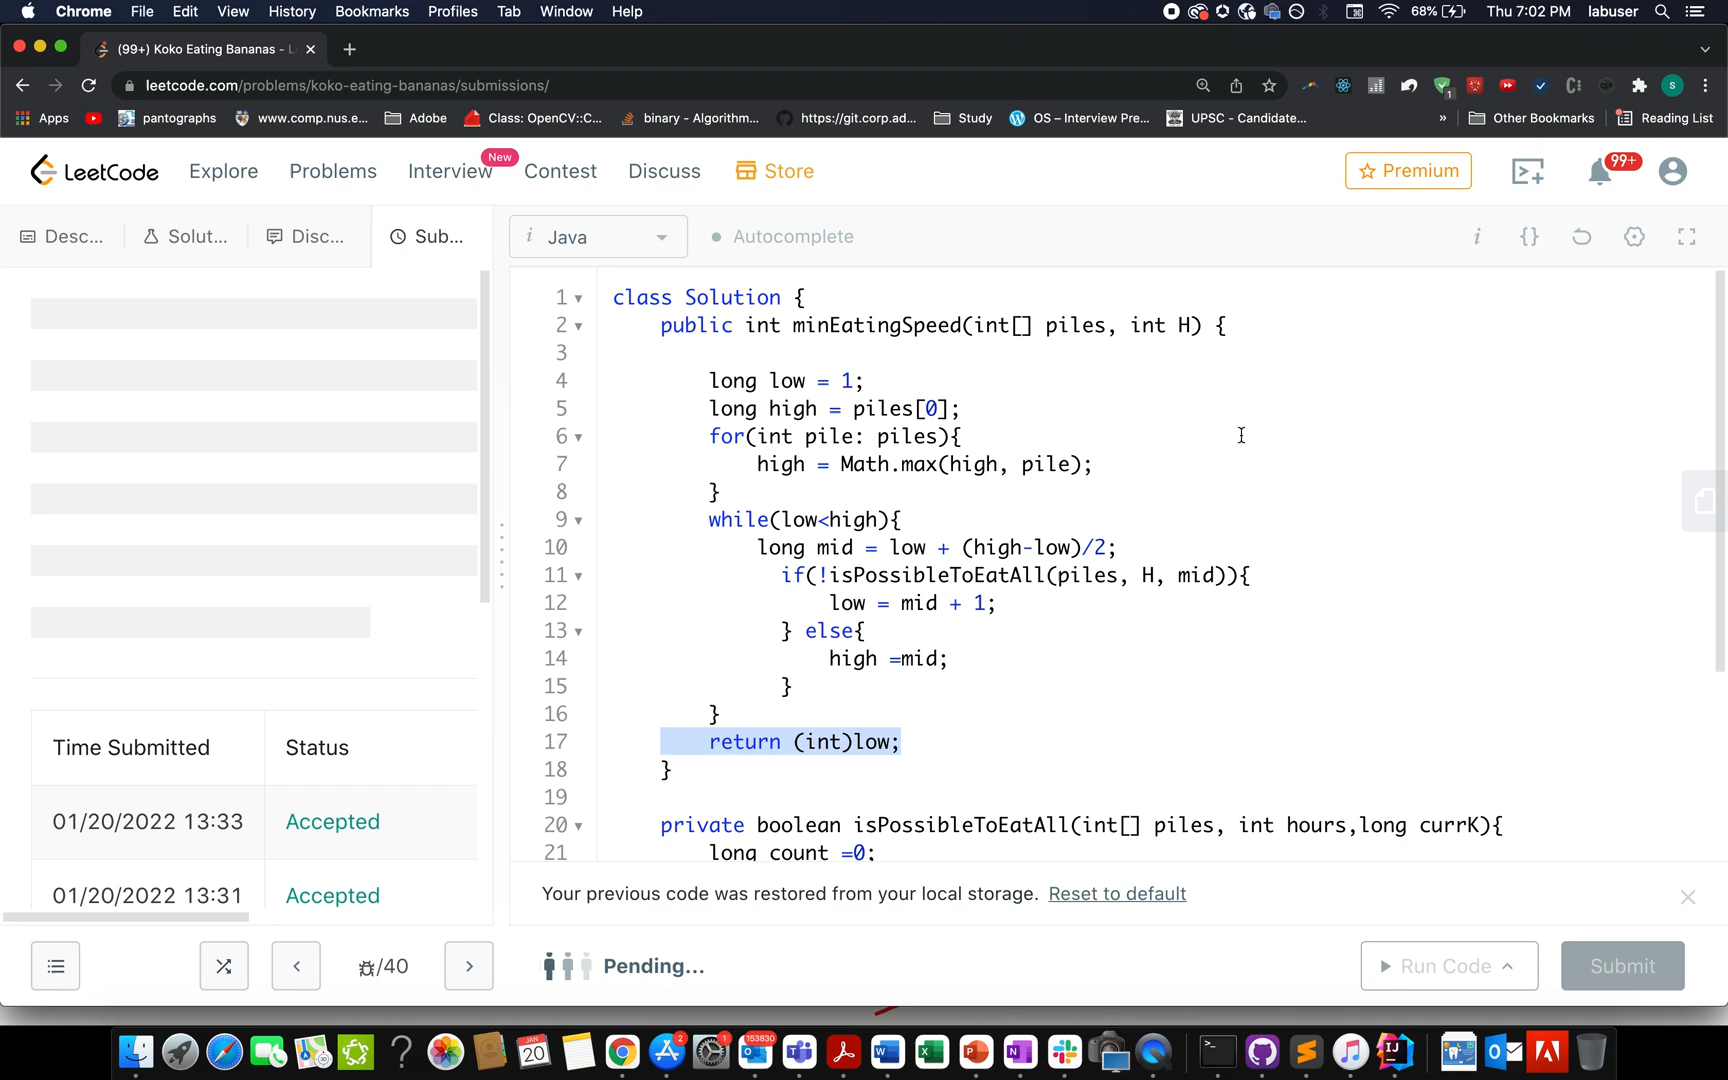 Chrome File Edit View History Bookmarks Profiles Tab Window Help 68% Thu 7:02 PM labuser
(99+) Koko Eating Bananas - L
leetcode.com/problems/koko-eating-bananas/submissions/
Apps pantographs www.comp.nus.e... Adobe Class: OpenCV::C... binary - Algorithm... https://git.corp.ad... Study OS – Interview Pre... UPSC - Candidate... » Other Bookmarks Reading List
LeetCode Explore Problems Interview New Contest Discuss Store Premium 99+
Desc... Solut... Disc... Sub... Java Autocomplete
1 class Solution {
2 public int minEatingSpeed(int[] piles, int H) {
3
4 long low = 1;
5 long high = piles[0];
6 for(int pile: piles){
7 high = Math.max(high, pile);
8 }
9 while(low<high){
10 long mid = low + (high-low)/2;
11 if(!isPossibleToEatAll(piles, H, mid)){
12 low = mid + 1;
13 } else{
14 high =mid;
15 }
16 }
17 return (int)low;
18 }
19
20 private boolean isPossibleToEatAll(int[] piles, int hours,long currK){
21 long count =0;
Time Submitted Status
01/20/2022 13:33 Accepted
01/20/2022 13:31 Accepted
Your previous code was restored from your local storage. Reset to default
/40 Pending... Run Code Submit
2 1 153830 JAN 20